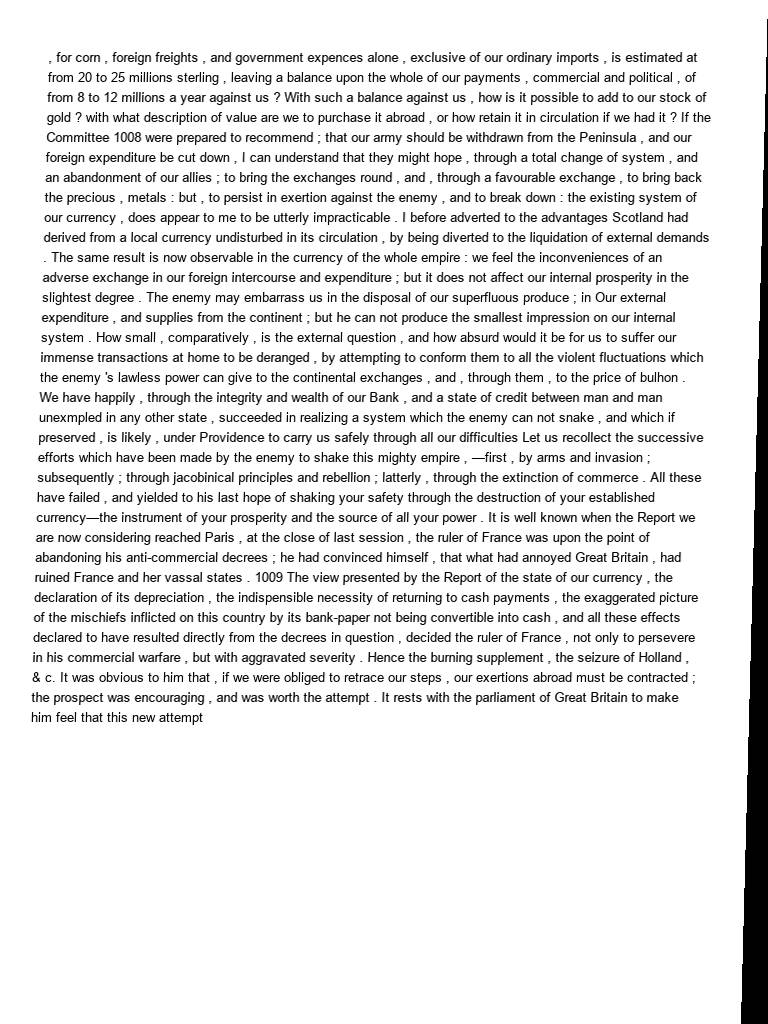 , for corn , foreign freights , and government expences alone , exclusive of our ordinary imports , is estimated at
from 20 to 25 millions sterling , leaving a balance upon the whole of our payments , commercial and political , of
from 8 to 12 millions a year against us ? With such a balance against us , how is it possible to add to our stock of
gold ? with what description of value are we to purchase it abroad , or how retain it in circulation if we had it ? If the
Committee 1008 were prepared to recommend ; that our army should be withdrawn from the Peninsula , and our
foreign expenditure be cut down , I can understand that they might hope , through a total change of system , and
an abandonment of our allies ; to bring the exchanges round , and , through a favourable exchange , to bring back
the precious , metals : but , to persist in exertion against the enemy , and to break down : the existing system of
our currency , does appear to me to be utterly impracticable . I before adverted to the advantages Scotland had
derived from a local currency undisturbed in its circulation , by being diverted to the liquidation of external demands
. The same result is now observable in the currency of the whole empire : we feel the inconveniences of an
adverse exchange in our foreign intercourse and expenditure ; but it does not affect our internal prosperity in the
slightest degree . The enemy may embarrass us in the disposal of our superfluous produce ; in Our external
expenditure , and supplies from the continent ; but he can not produce the smallest impression on our internal
system . How small , comparatively , is the external question , and how absurd would it be for us to suffer our
immense transactions at home to be deranged , by attempting to conform them to all the violent fluctuations which
the enemy 's lawless power can give to the continental exchanges , and , through them , to the price of bulhon .
We have happily , through the integrity and wealth of our Bank , and a state of credit between man and man
unexmpled in any other state , succeeded in realizing a system which the enemy can not snake , and which if
preserved , is likely , under Providence to carry us safely through all our difficulties Let us recollect the successive
efforts which have been made by the enemy to shake this mighty empire , —first , by arms and invasion ;
subsequently ; through jacobinical principles and rebellion ; latterly , through the extinction of commerce . All these
have failed , and yielded to his last hope of shaking your safety through the destruction of your established
currency—the instrument of your prosperity and the source of all your power . It is well known when the Report we
are now considering reached Paris , at the close of last session , the ruler of France was upon the point of
abandoning his anti-commercial decrees ; he had convinced himself , that what had annoyed Great Britain , had
ruined France and her vassal states . 1009 The view presented by the Report of the state of our currency , the
declaration of its depreciation , the indispensible necessity of returning to cash payments , the exaggerated picture
of the mischiefs inflicted on this country by its bank-paper not being convertible into cash , and all these effects
declared to have resulted directly from the decrees in question , decided the ruler of France , not only to persevere
in his commercial warfare , but with aggravated severity . Hence the burning supplement , the seizure of Holland ,
& c. It was obvious to him that , if we were obliged to retrace our steps , our exertions abroad must be contracted ;
the prospect was encouraging , and was worth the attempt . It rests with the parliament of Great Britain to make
him feel that this new attempt